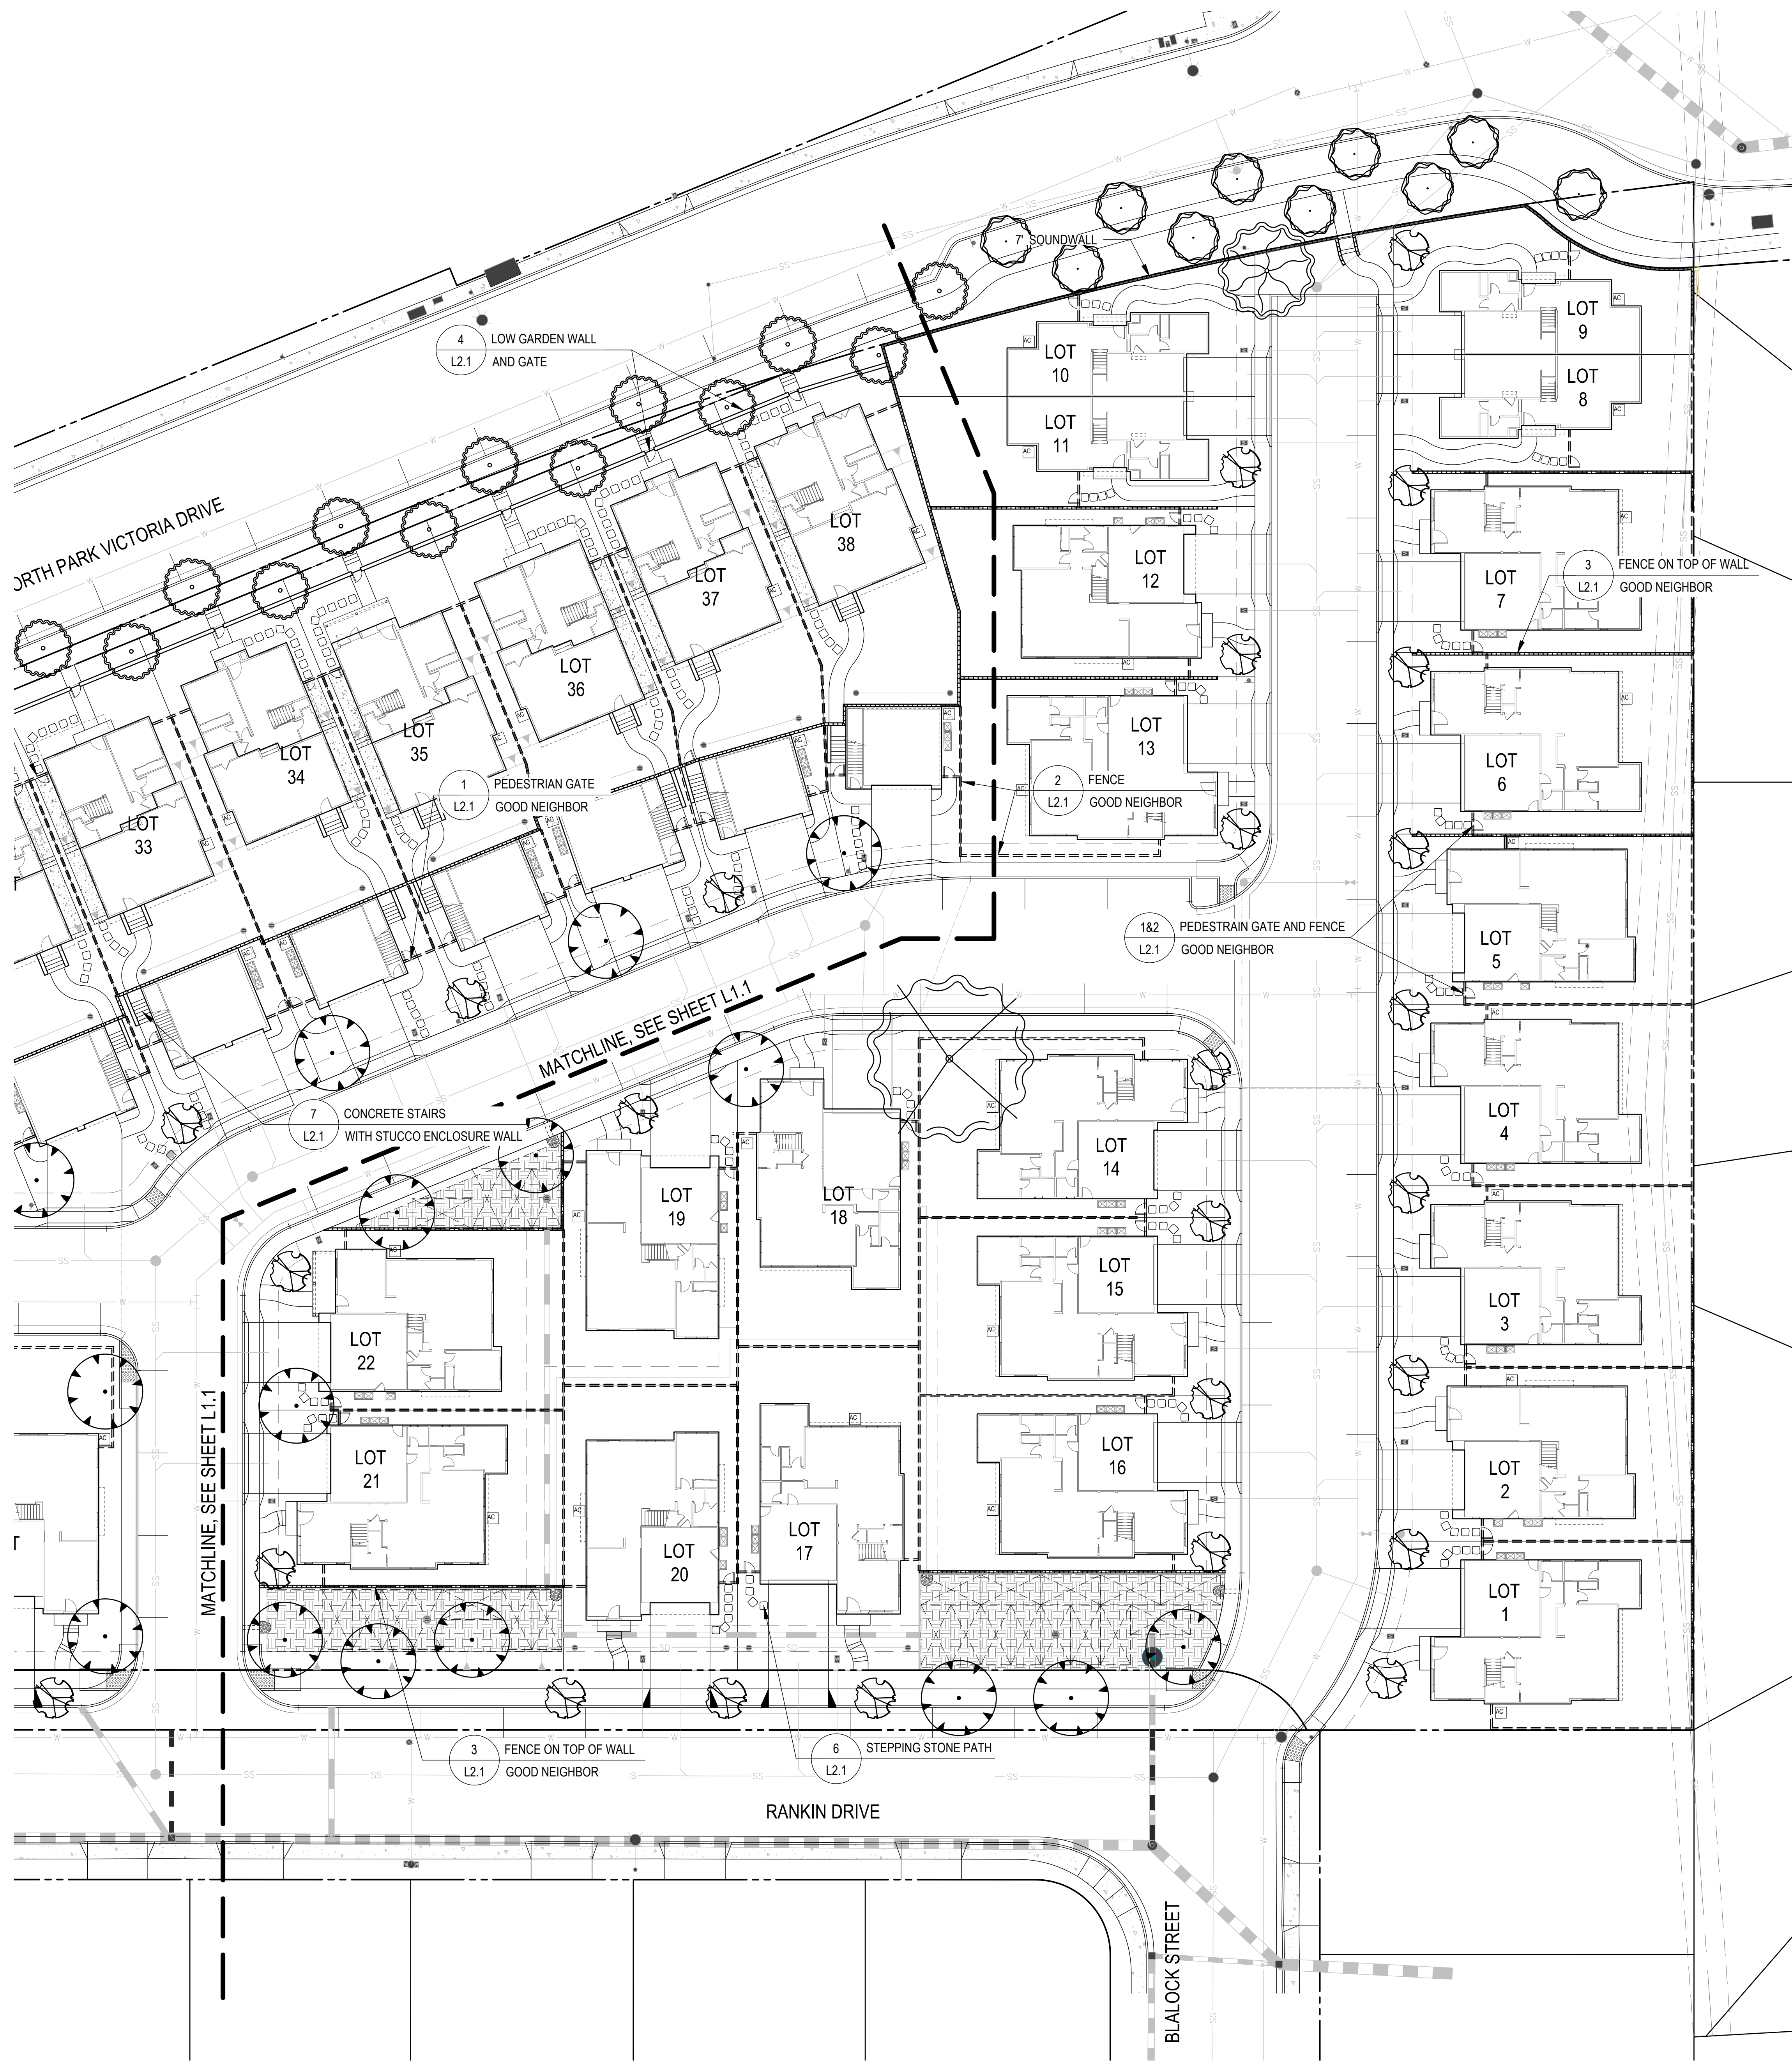 7' SOUNDWALL
4
L2.1
LOW GARDEN WALL
AND GATE
ORTH PARK VICTORIA DRIVE
LOT
9
LOT
8
LOT
10
LOT
11
LOT
12
LOT
13
LOT
38
LOT
37
LOT
36
LOT
35
LOT
34
LOT
33
LOT
7
3
L2.1
FENCE ON TOP OF WALL
GOOD NEIGHBOR
LOT
6
1
L2.1
PEDESTRIAN GATE
GOOD NEIGHBOR
2
L2.1
FENCE
GOOD NEIGHBOR
1&2
L2.1
PEDESTRAIN GATE AND FENCE
GOOD NEIGHBOR
LOT
5
MATCHLINE, SEE SHEET L1.1
7
L2.1
CONCRETE STAIRS
WITH STUCCO ENCLOSURE WALL
LOT
4
LOT
14
LOT
18
LOT
19
LOT
15
LOT
3
LOT
22
LOT
21
LOT
16
LOT
2
LOT
17
LOT
20
LOT
1
MATCHLINE, SEE SHEET L1.1
3
L2.1
FENCE ON TOP OF WALL
GOOD NEIGHBOR
6
L2.1
STEPPING STONE PATH
RANKIN DRIVE
BLALOCK STREET
AC
SS
W
SD